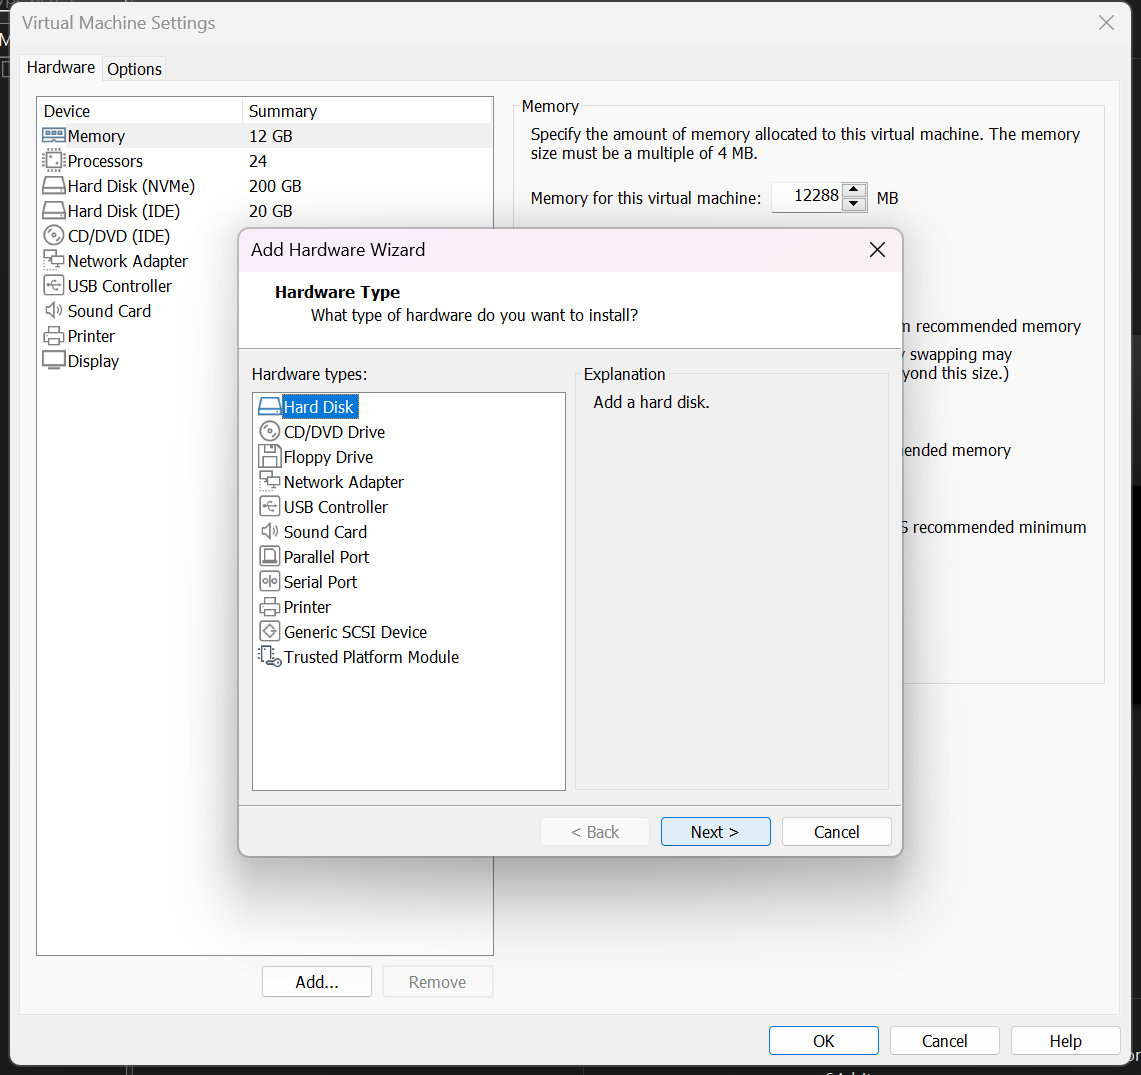 Virtual Machine Settings
Hardware Options
Device Summary
Memory 12 GB
Processors 24
Hard Disk (NVMe) 200 GB
Hard Disk (IDE) 20 GB
CD/DVD (IDE)
Network Adapter
USB Controller
Sound Card
Printer
Display
Add... Remove
Memory
Specify the amount of memory allocated to this virtual machine. The memory
size must be a multiple of 4 MB.
Memory for this virtual machine: 12288 MB
recommended memory
swapping may
this size.)
memory
recommended minimum
Add Hardware Wizard
Hardware Type
What type of hardware do you want to install?
Hardware types:
Hard Disk
CD/DVD Drive
Floppy Drive
Network Adapter
USB Controller
Sound Card
Parallel Port
Serial Port
Printer
Generic SCSI Device
Trusted Platform Module
Explanation
Add a hard disk.
< Back Next > Cancel
OK Cancel Help